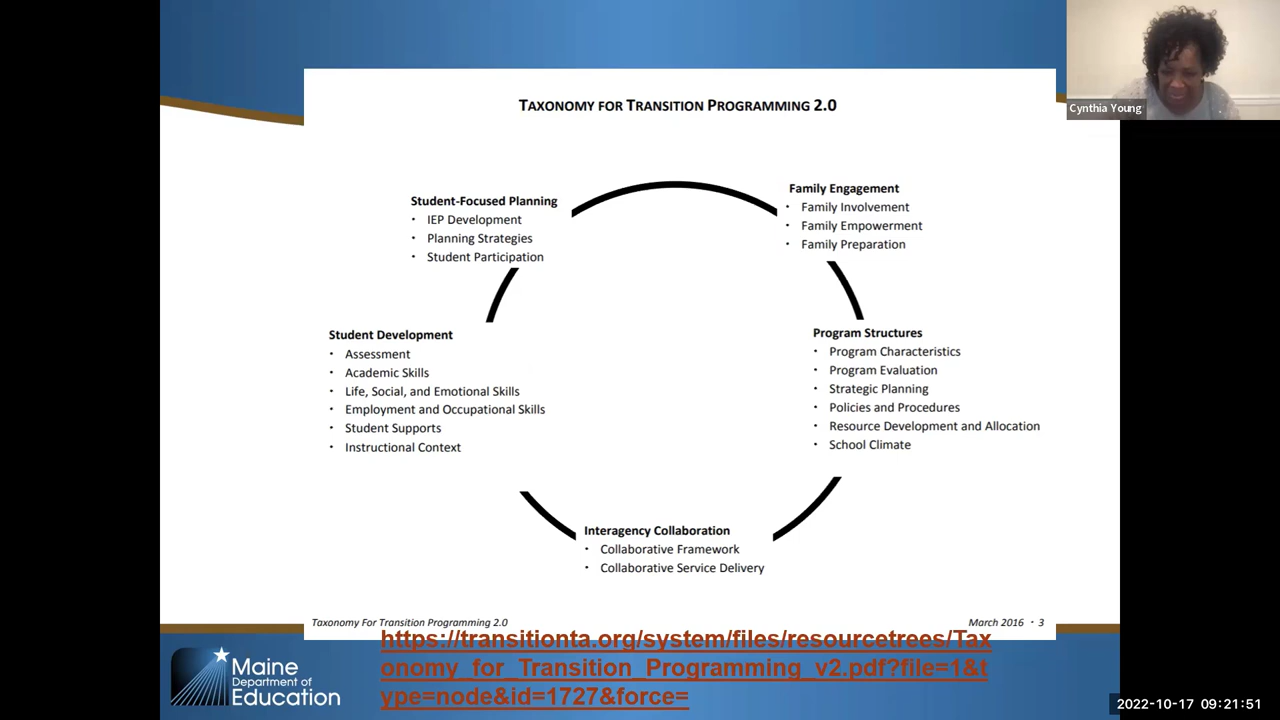 TAXONOMY FOR TRANSITION PROGRAMMING 2.0
Cynthia Young
Student-Focused Planning
· IEP Development
· Planning Strategies
· Student Participation
Family Engagement
· Family Involvement
· Family Empowerment
· Family Preparation
Student Development
· Assessment
· Academic Skills
· Life, Social, and Emotional Skills
· Employment and Occupational Skills
· Student Supports
· Instructional Context
Program Structures
· Program Characteristics
· Program Evaluation
· Strategic Planning
· Policies and Procedures
· Resource Development and Allocation
· School Climate
Interagency Collaboration
· Collaborative Framework
· Collaborative Service Delivery
Taxonomy For Transition Programming 2.0
March 2016 · 3
https://transitionta.org/system/files/resourcetrees/Tax
onomy_for_Transition_Programming_v2.pdf?file=1&t
ype=node&id=1727&force=
Maine
Department of
Education
2022-10-17 09:21:51